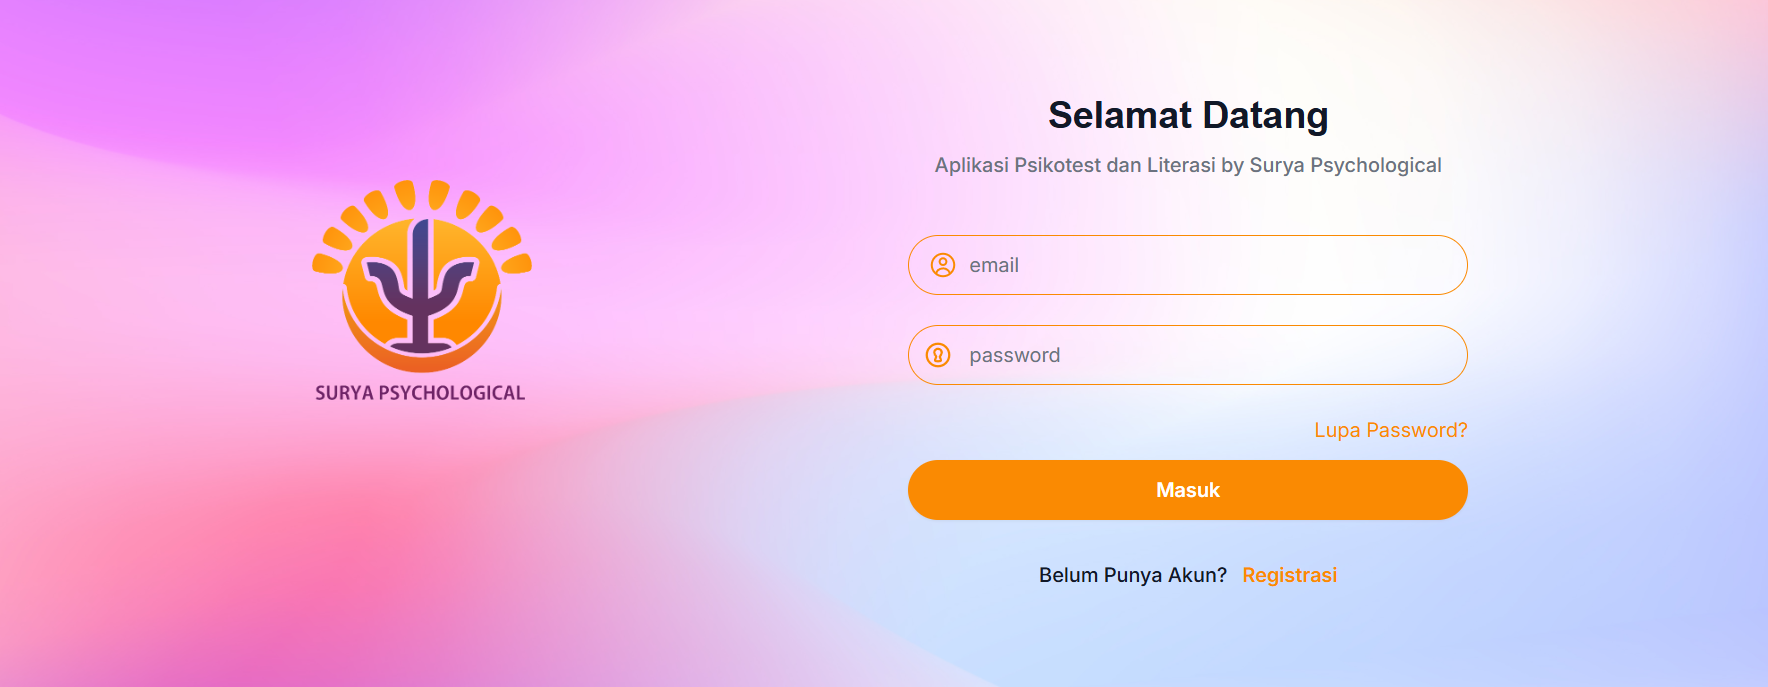 Selamat Datang
Aplikasi Psikotest dan Literasi by Surya Psychological
SURYA PSYCHOLOGICAL
email
password
Lupa Password?
Masuk
Belum Punya Akun? Registrasi